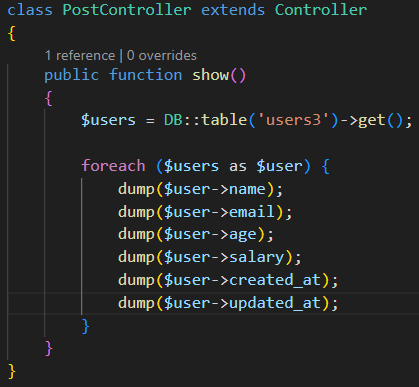 class PostController extends Controller
{
1 reference | 0 overrides
    public function show()
    {
        $users = DB::table('users3')->get();

        foreach ($users as $user) {
            dump($user->name);
            dump($user->email);
            dump($user->age);
            dump($user->salary);
            dump($user->created_at);
            dump($user->updated_at);
        }
    }
}